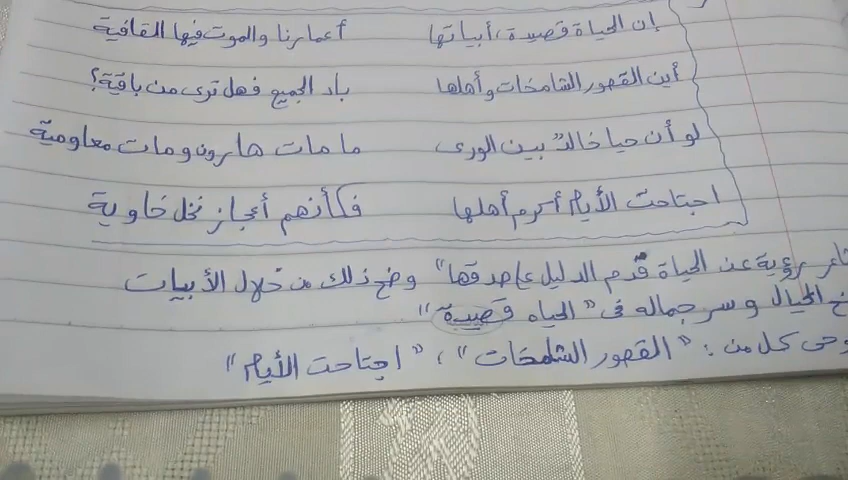 إن الحياة قصيدة، أبياتها أعمارنا والموت فيها القافية
أين القصور الشامخات وأهلها باد الجميع فهل ترى من باقية؟
لو أن حيا خالدٌ بين الورى ما مات هارون ومات معاوية
اجتاحت الأيام أكرم أهلها فكأنهم أعجاز نخل خاوية
رؤية عن الحياة قدم الدليل على صدقها" وضح ذلك من خلال الأبيات
الخيال وسر جماله في "الحياه قصيدة"
كل من: "القصور الشامخات"، "اجتاحت الأيام"